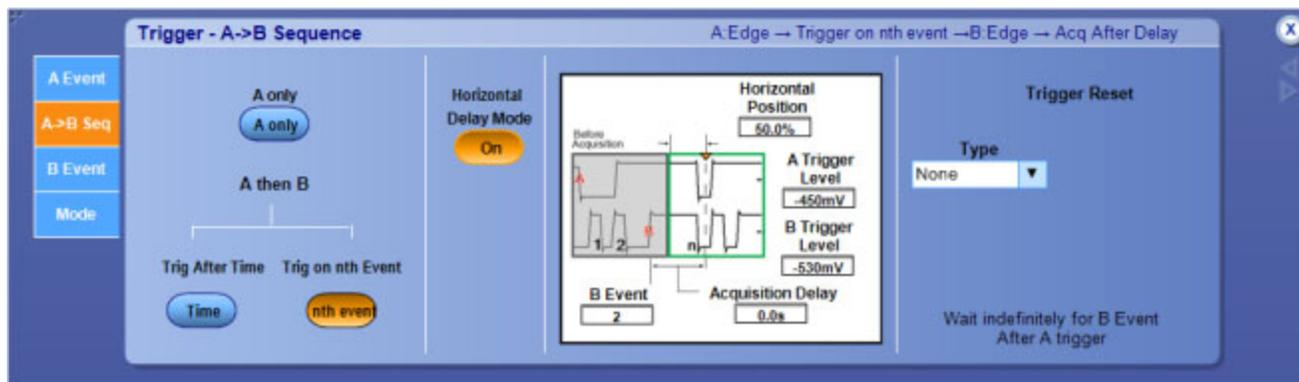 Trigger - A->B Sequence
A:Edge → Trigger on nth event →B:Edge → Acq After Delay
X
A Event
A->B Seq
B Event
Mode
A only
A only
A then B
Trig After Time
Trig on nth Event
Time
nth event
Horizontal
Delay Mode
On
Horizontal
Position
50.0%
Before
Acquisition
A
A Trigger
Level
-450mV
B Trigger
Level
-530mV
1
2
B
n
B Event
2
Acquisition Delay
0.0s
Trigger Reset
Type
None
Wait indefinitely for B Event
After A trigger